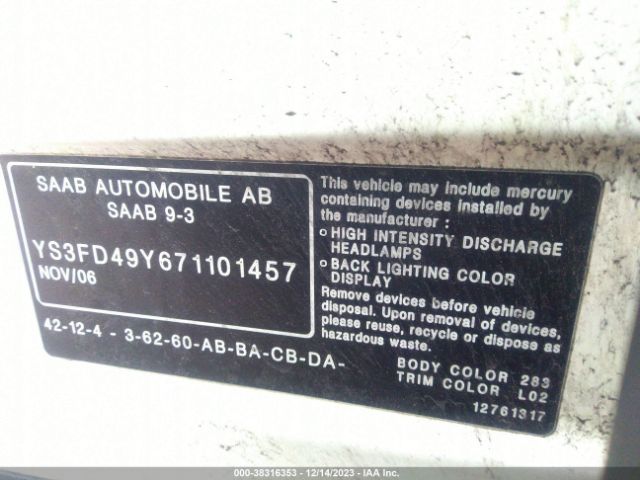 SAAB AUTOMOBILE AB
SAAB 9-3
YS3FD49Y671101457
NOV/06
42-12-4 - 3-62-60-AB-BA-CB-DA-
This vehicle may include mercury
containing devices installed by
the manufacturer :
o HIGH INTENSITY DISCHARGE
HEADLAMPS
o BACK LIGHTING COLOR
DISPLAY
Remove devices before vehicle
disposal. Upon removal of devices,
please reuse, recycle or dispose as
hazardous waste.
BODY COLOR 283
TRIM COLOR L02
12761317
000-38316353 - 12/14/2023 - IAA Inc.